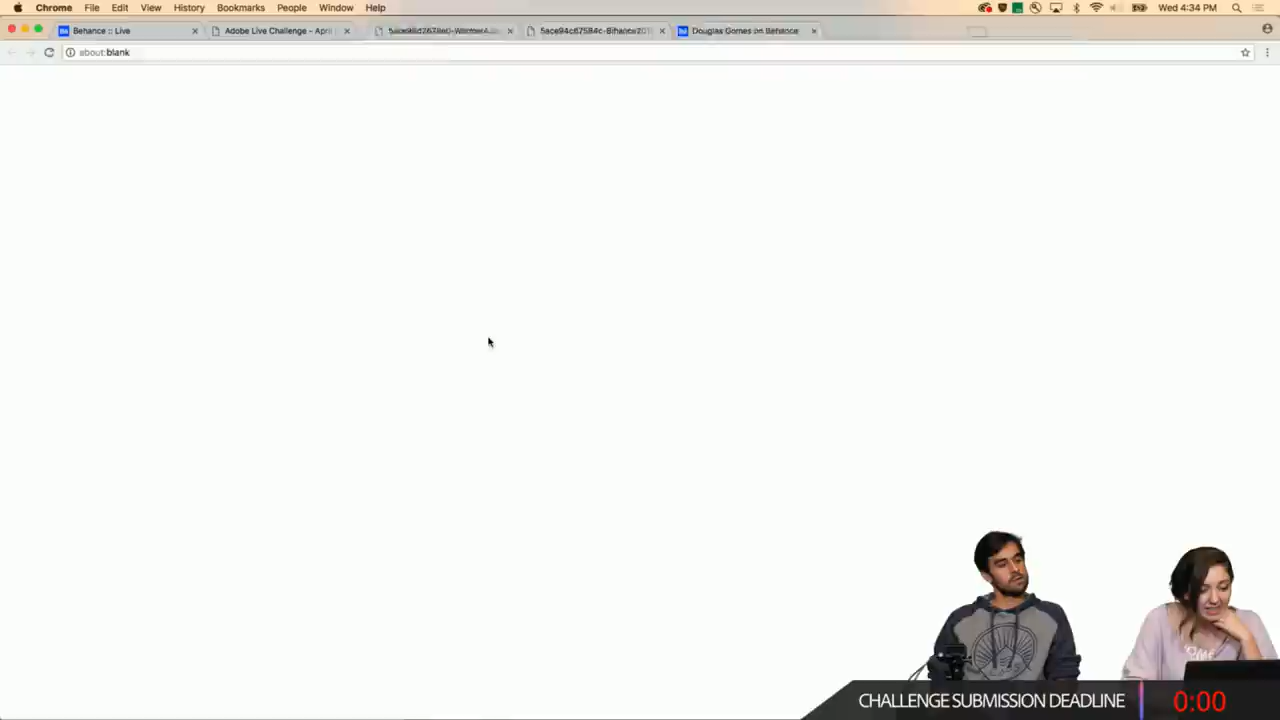 Chrome File Edit View History Bookmarks People Window Help Wed 4:34 PM
Behance :: Live
Adobe Live Challenge - April
Douglas Gomes on Behance
about:blank
CHALLENGE SUBMISSION DEADLINE 0:00